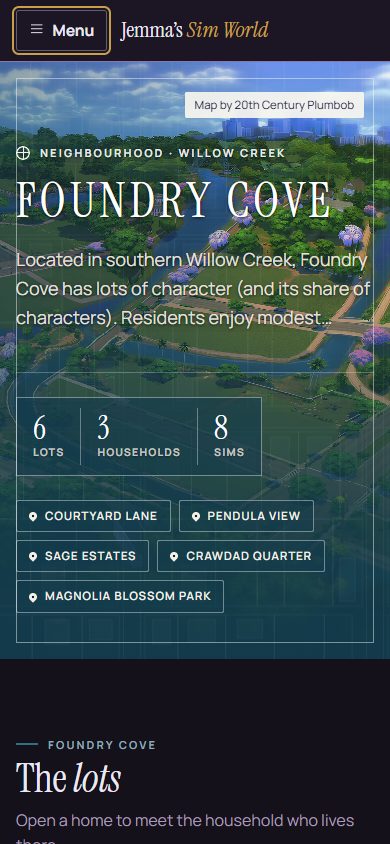 Menu
Jemma's Sim World
Map by 20th Century Plumbob
NEIGHBOURHOOD · WILLOW CREEK
FOUNDRY COVE
Located in southern Willow Creek, Foundry
Cove has lots of character (and its share of
characters). Residents enjoy modest...
6 3 8
LOTS HOUSEHOLDS SIMS
COURTYARD LANE PENDULA VIEW
SAGE ESTATES CRAWDAD QUARTER
MAGNOLIA BLOSSOM PARK
FOUNDRY COVE
The lots
Open a home to meet the household who lives
there.